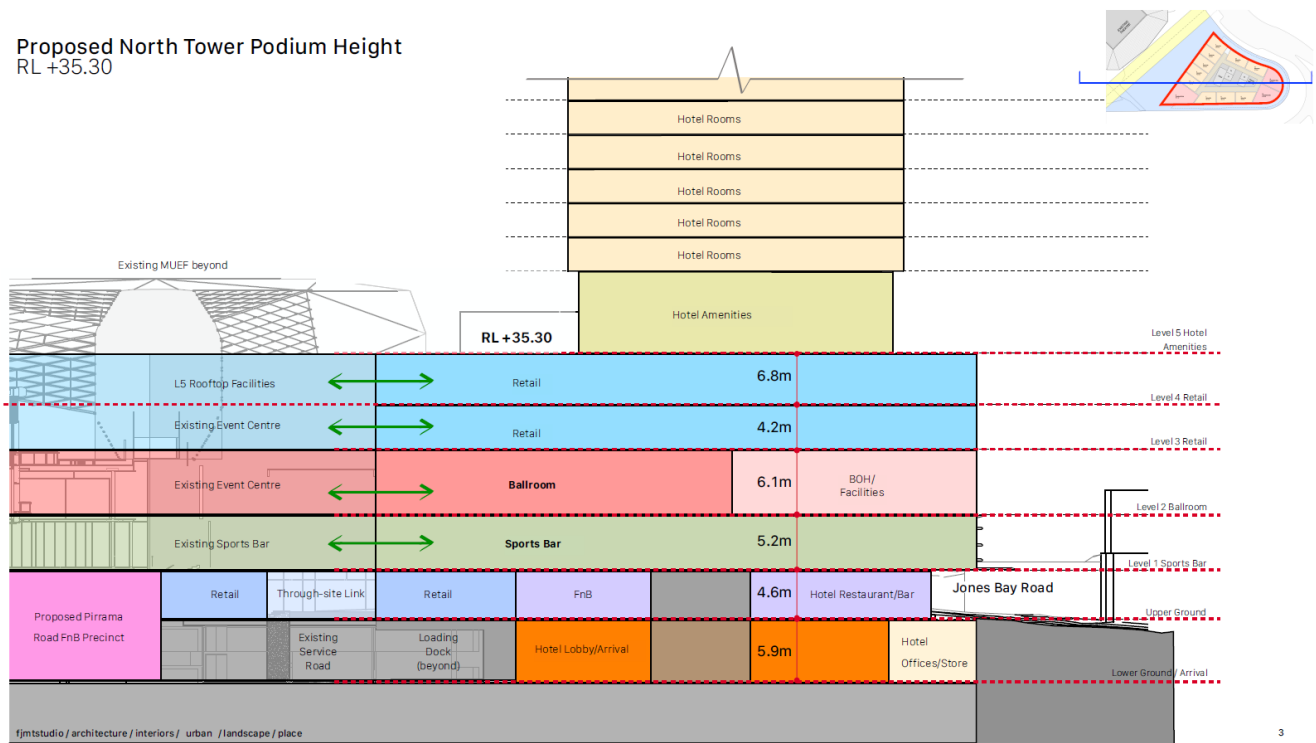 Proposed North Tower Podium Height
RL +35.30
Hotel Rooms
Hotel Rooms
Hotel Rooms
Hotel Rooms
Hotel Rooms
Existing MUEF beyond
Hotel Amenities
RL +35.30
Level 5 Hotel
Amenities
L5 Rooftop Facilities
Retail
6.8m
Level 4 Retail
Existing Event Centre
Retail
4.2m
Level 3 Retail
Existing Event Centre
Ballroom
6.1m
BOH/
Facilities
Level 2 Ballroom
Existing Sports Bar
Sports Bar
5.2m
Level 1 Sports Bar
Proposed Pirrama
Road FnB Precinct
Retail
Through-site Link
Retail
FnB
4.6m
Hotel Restaurant/Bar
Jones Bay Road
Upper Ground
Existing
Service
Road
Loading
Dock
(beyond)
Hotel Lobby/Arrival
5.9m
Hotel
Offices/Store
Lower Ground / Arrival
fjmtstudio / architecture / interiors / urban / landscape / place
3